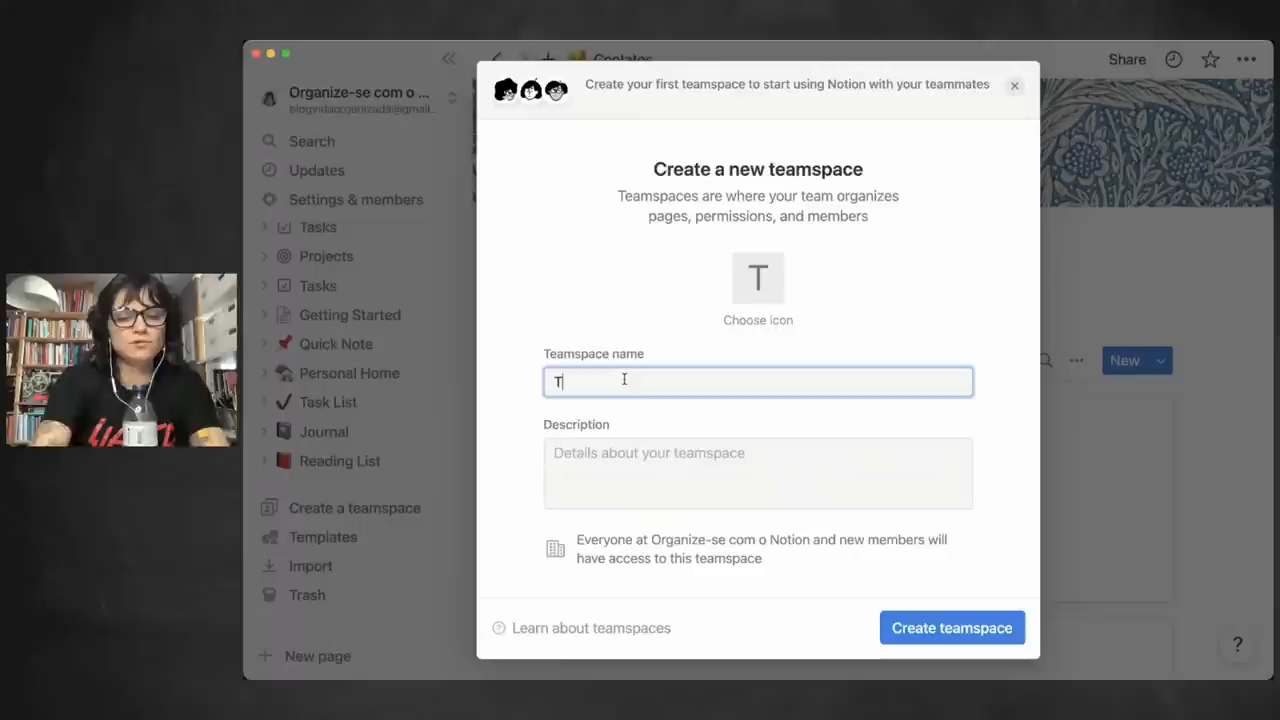 Organize-se com o ...
blogvidaorganizada@gmail...
Search
Updates
Settings & members
Tasks
Projects
Tasks
Getting Started
Quick Note
Personal Home
Task List
Journal
Reading List
Create a teamspace
Templates
Import
Trash
New page
Share
Create your first teamspace to start using Notion with your teammates
Create a new teamspace
Teamspaces are where your team organizes
pages, permissions, and members
T
Choose icon
Teamspace name
T
Description
Details about your teamspace
Everyone at Organize-se com o Notion and new members will
have access to this teamspace
Learn about teamspaces
Create teamspace
New
?